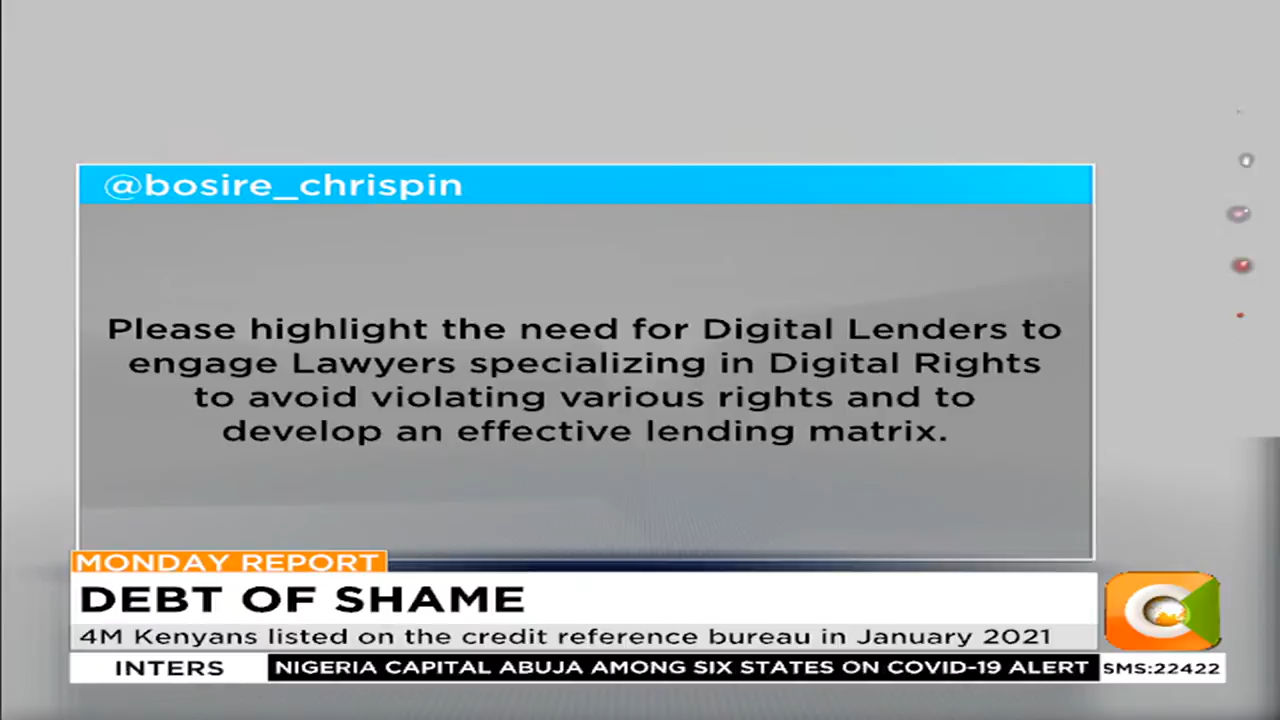 @bosire_chrispin
Please highlight the need for Digital Lenders to
engage Lawyers specializing in Digital Rights
to avoid violating various rights and to
develop an effective lending matrix.
MONDAY REPORT
DEBT OF SHAME
4M Kenyans listed on the credit reference bureau in January 2021
INTERS NIGERIA CAPITAL ABUJA AMONG SIX STATES ON COVID-19 ALERT SMS:22422